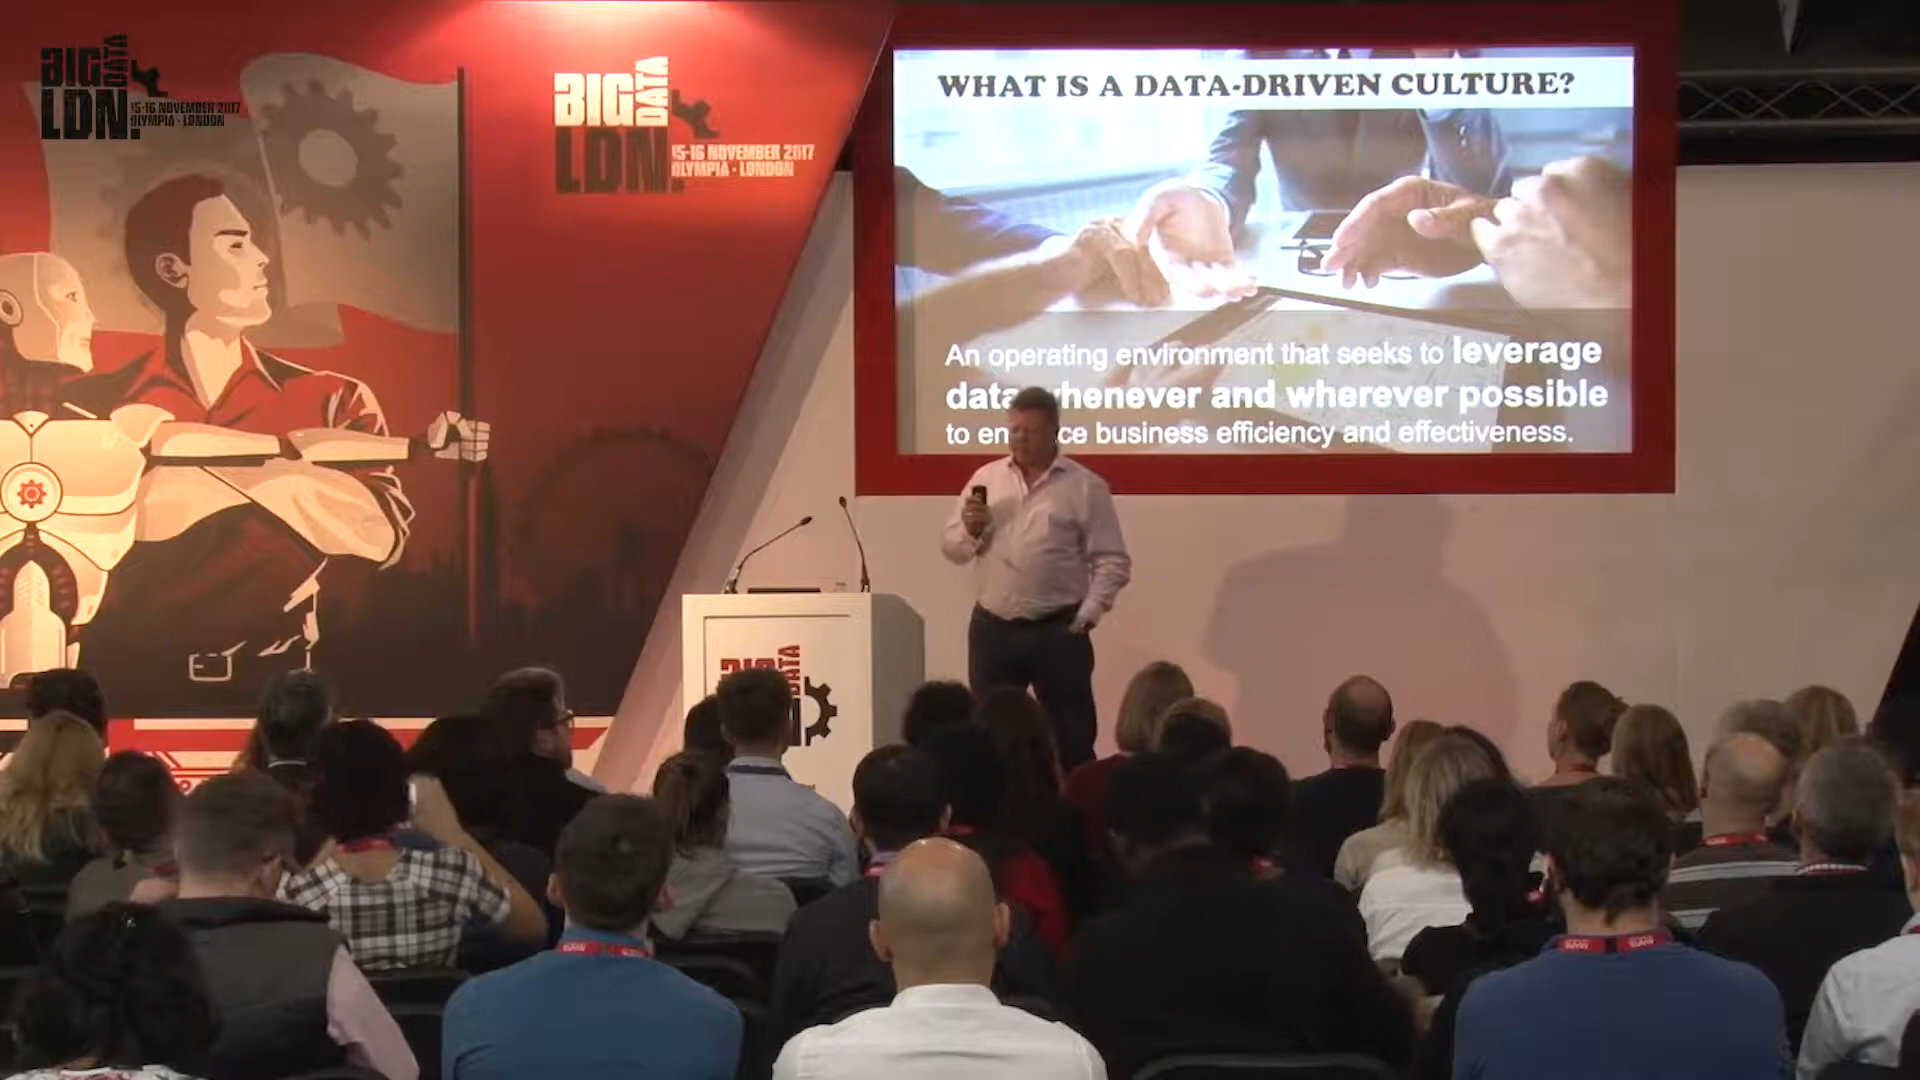 BIG DATA
LDN.
15-16 NOVEMBER 2017
OLYMPIA · LONDON
BIG DATA
LDN.
15-16 NOVEMBER 2017
OLYMPIA · LONDON
WHAT IS A DATA-DRIVEN CULTURE?
An operating environment that seeks to leverage
data whenever and wherever possible
to enhance business efficiency and effectiveness.
BIG DATA